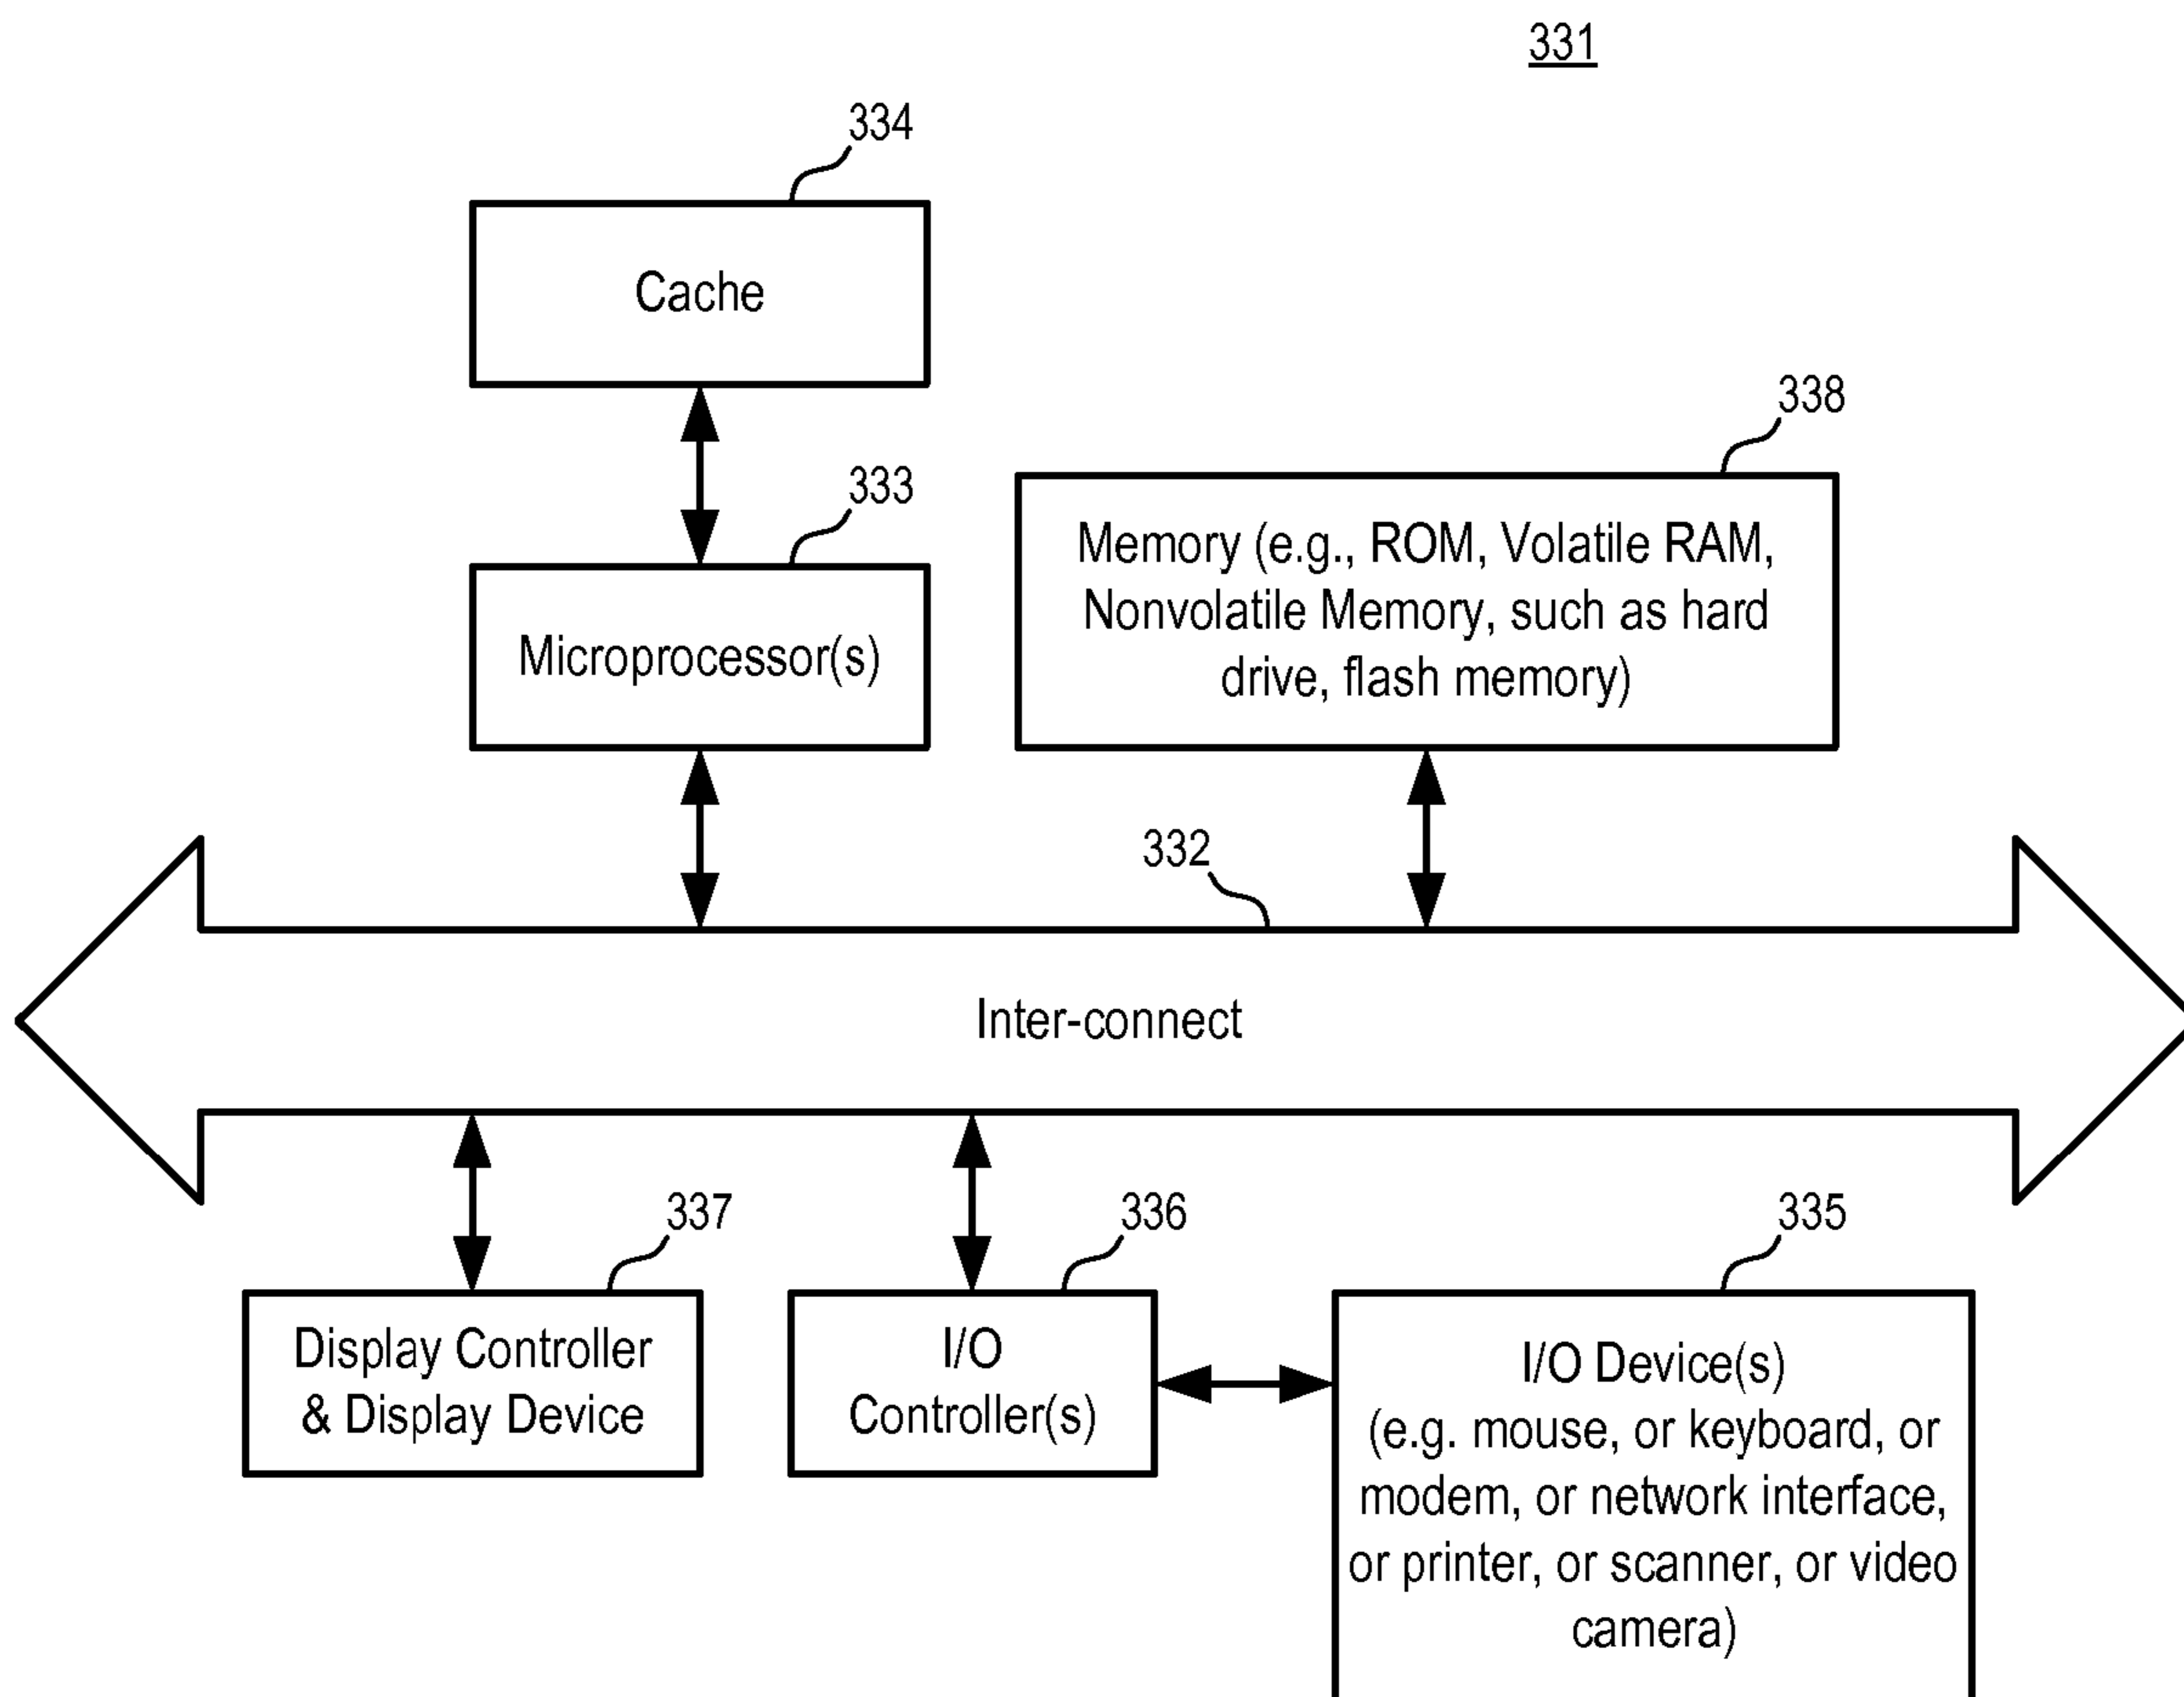 331
334
Cache
338
333
Memory (e.g., ROM, Volatile RAM,
Nonvolatile Memory, such as hard
drive, flash memory)
Microprocessor(s)
332
Inter-connect
337
336
335
Display Controller
& Display Device
I/O
Controller(s)
I/O Device(s)
(e.g. mouse, or keyboard, or
modem, or network interface,
or printer, or scanner, or video
camera)